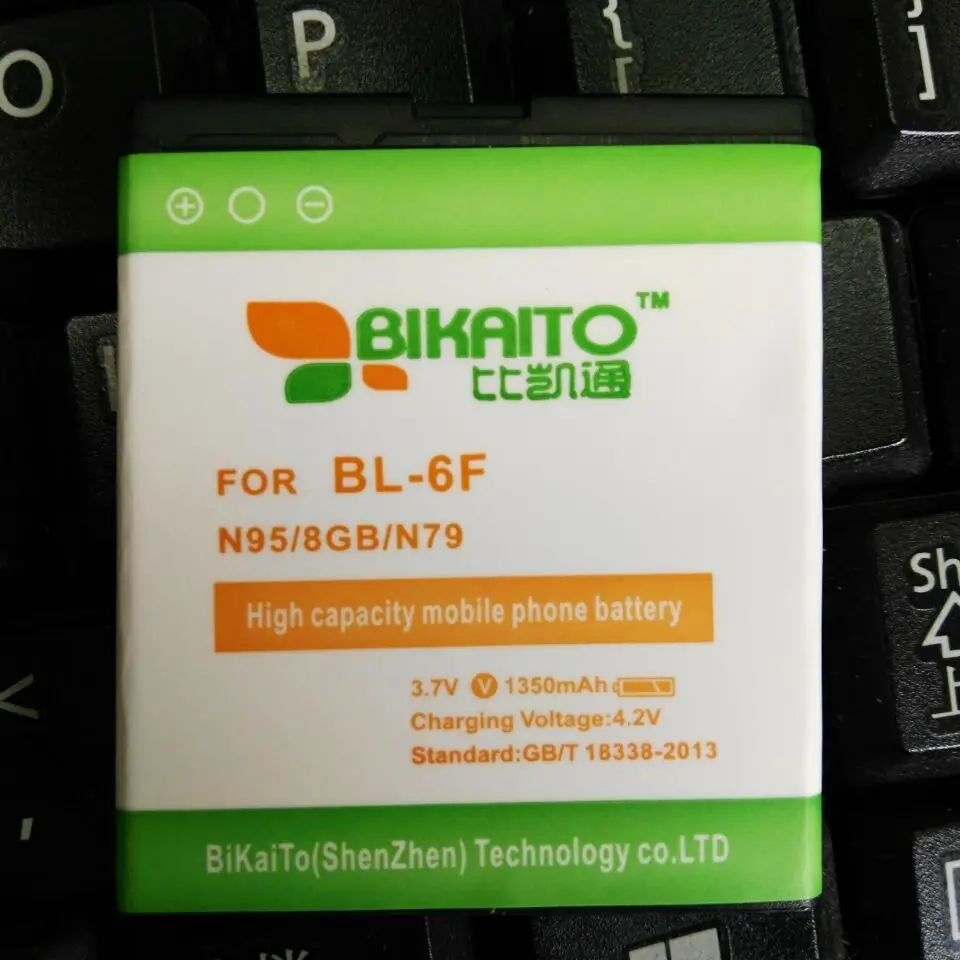 O P { [ } ]
⊕ ○ ⊖
BIKAITO™
比凯通
FOR BL-6F
N95/8GB/N79
High capacity mobile phone battery
3.7V V 1350mAh
Charging Voltage:4.2V
Standard:GB/T 18338-2013
BiKaiTo(ShenZhen) Technology co.LTD
Sh
上